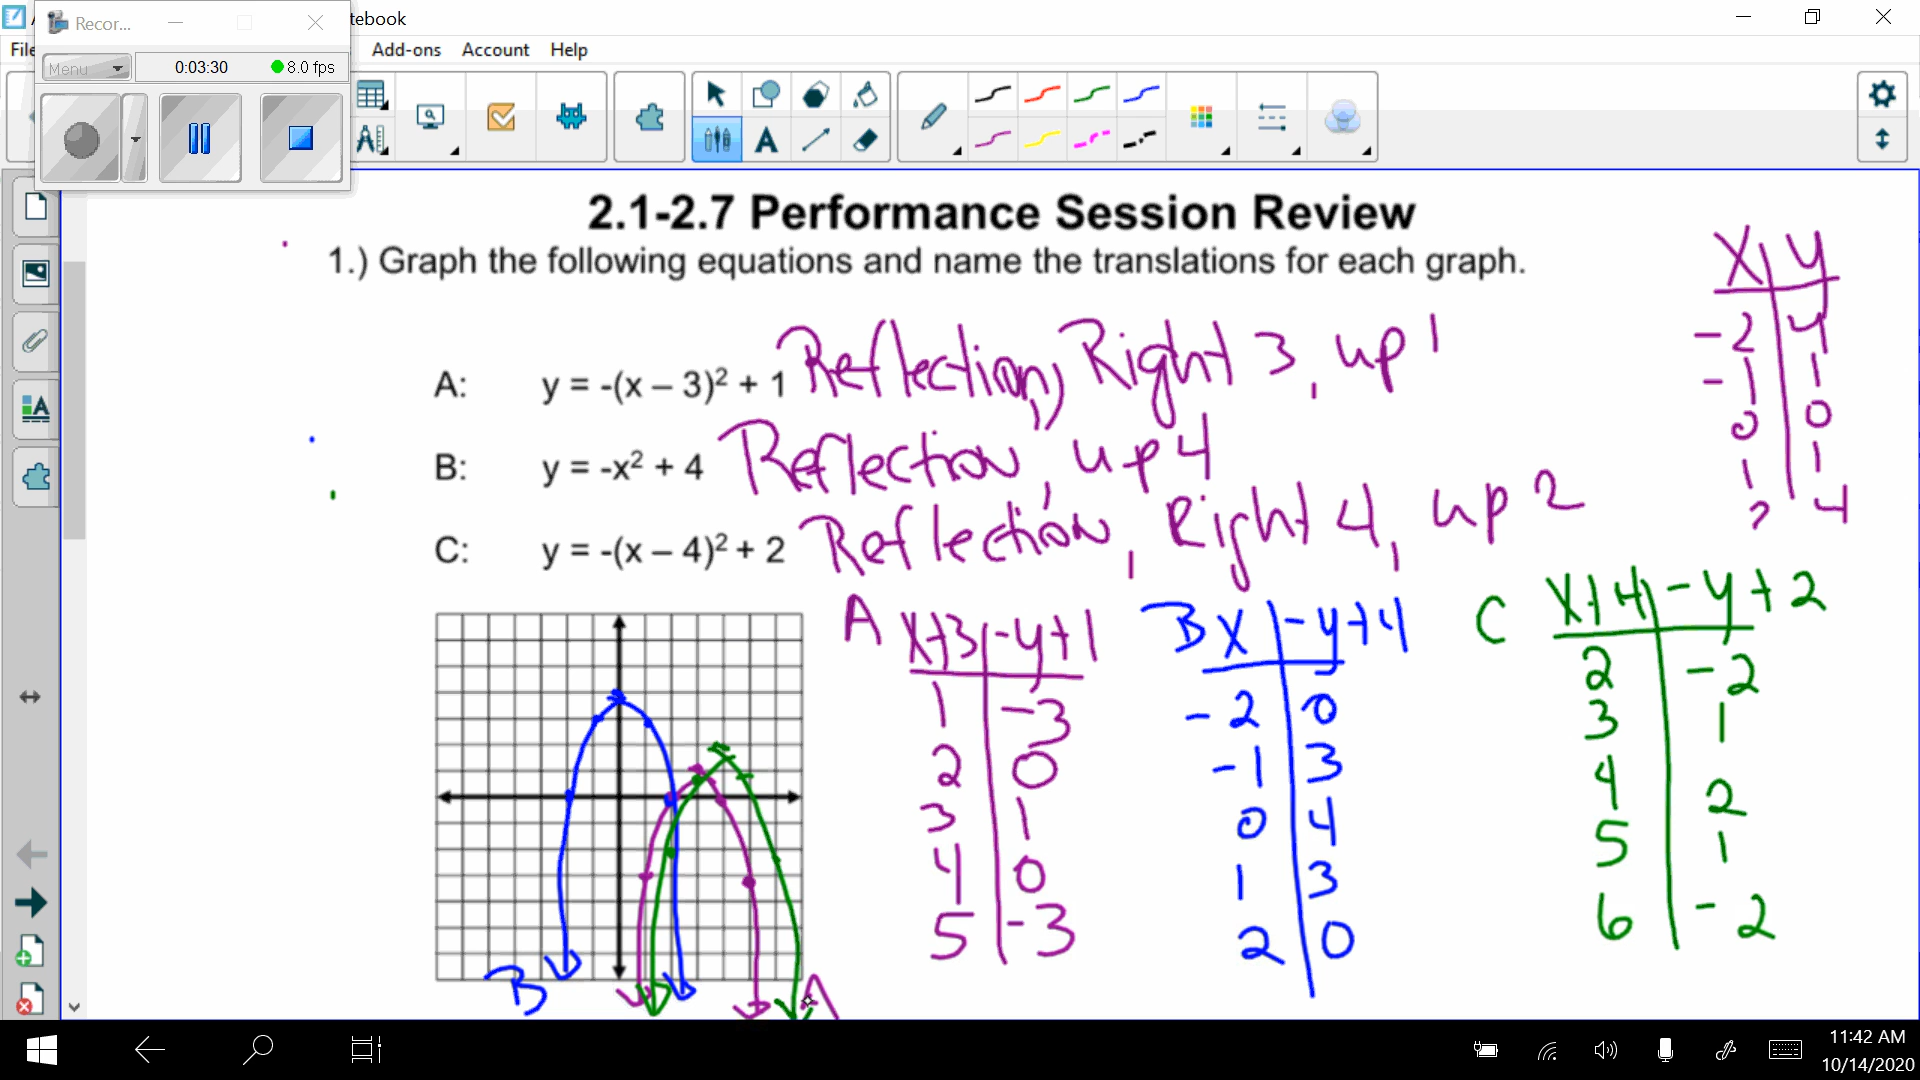 Recor...
tebook
File
Add-ons Account Help
Menu
0:03:30
8.0 fps
2.1-2.7 Performance Session Review
1.) Graph the following equations and name the translations for each graph.
A: y = -(x – 3)² + 1 Reflection, Right 3, up 1
B: y = -x² + 4 Reflection, up 4
C: y = -(x – 4)² + 2 Reflection, Right 4, up 2
X y
-2 4
-1 1
0 0
1 1
2 4
A
x+3 -y+1
1 -3
2 0
3 1
4 0
5 -3
B
x -y+4
-2 0
-1 3
0 4
1 3
2 0
C
x+4 -y+2
2 -2
3 1
4 2
5 1
6 -2
B
A
11:42 AM
10/14/2020